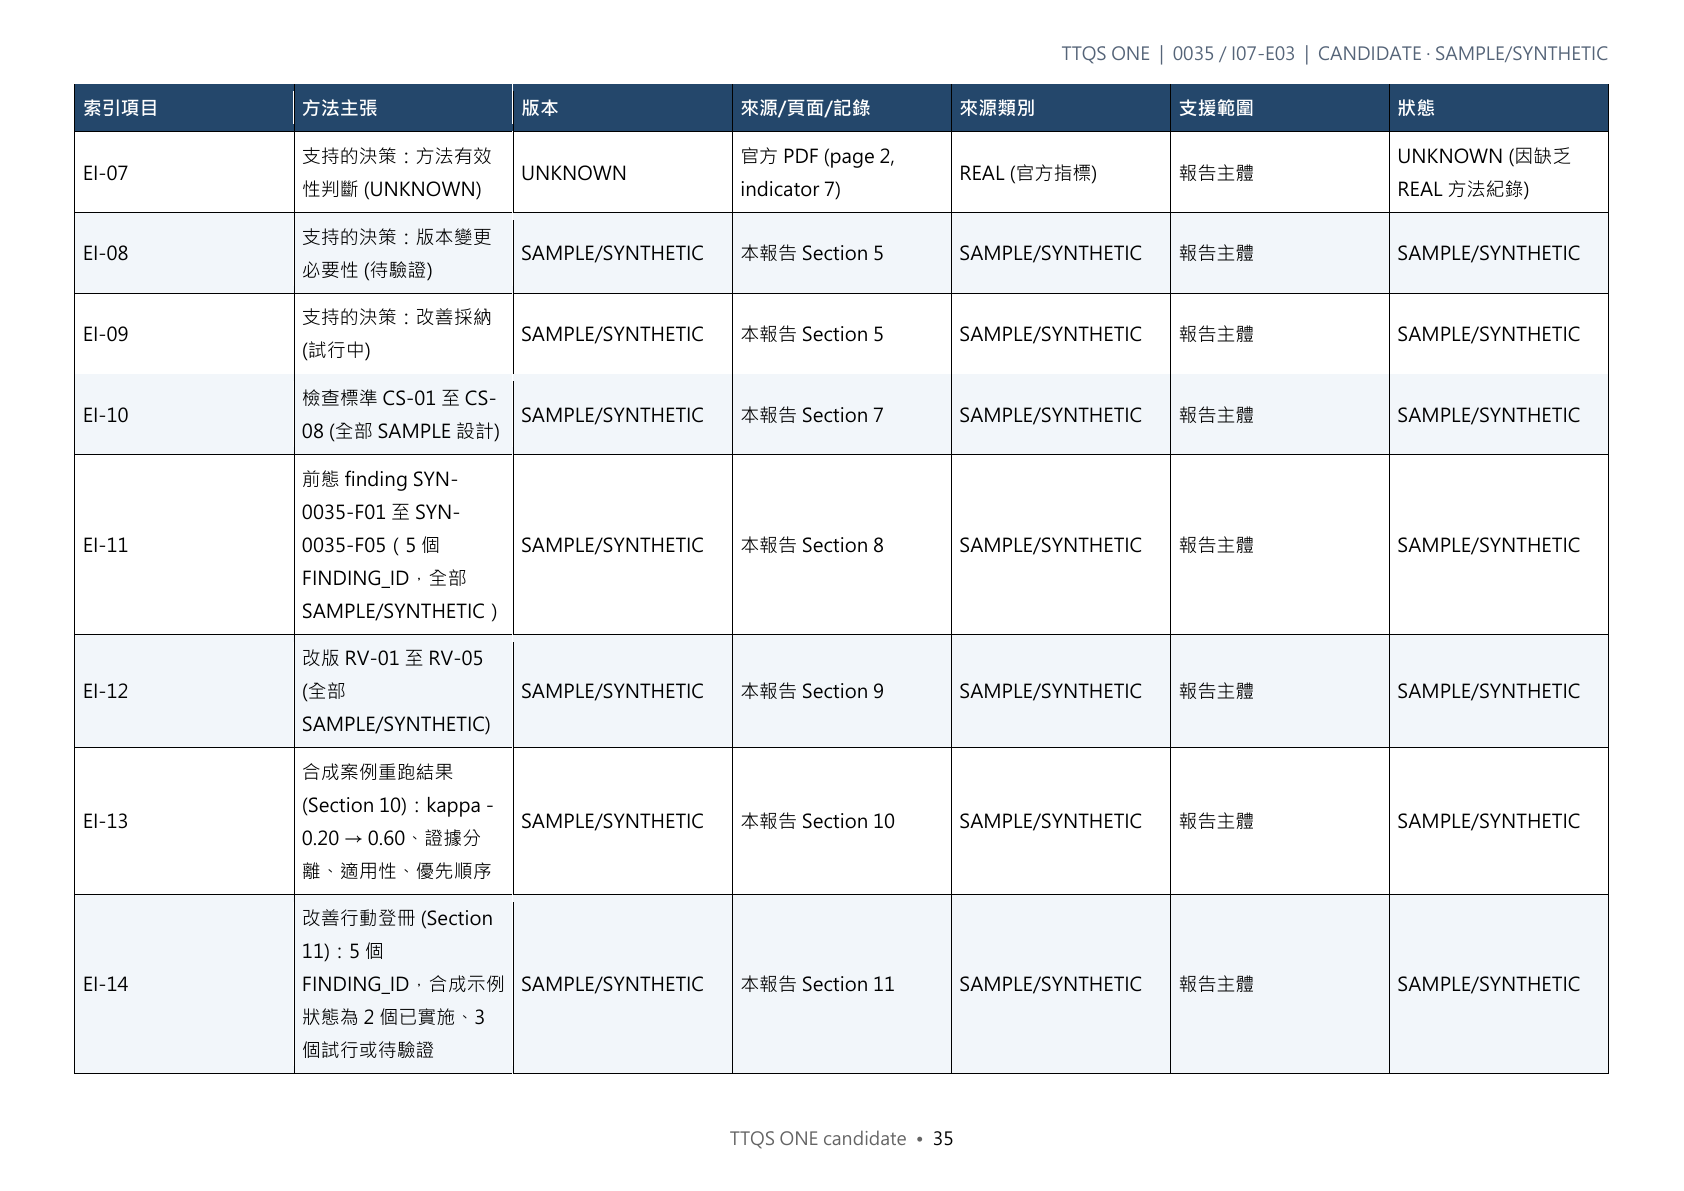 TTQS ONE | 0035 / I07-E03 | CANDIDATE · SAMPLE/SYNTHETIC
索引項目 方法主張 版本 來源/頁面/記錄 來源類別 支援範圍 狀態
EI-07
支持的決策：方法有效
性判斷 (UNKNOWN)
UNKNOWN
官方 PDF (page 2,
indicator 7)
REAL (官方指標)
報告主體
UNKNOWN (因缺乏
REAL 方法紀錄)
EI-08
支持的決策：版本變更
必要性 (待驗證)
SAMPLE/SYNTHETIC
本報告 Section 5
SAMPLE/SYNTHETIC
報告主體
SAMPLE/SYNTHETIC
EI-09
支持的決策：改善採納
(試行中)
SAMPLE/SYNTHETIC
本報告 Section 5
SAMPLE/SYNTHETIC
報告主體
SAMPLE/SYNTHETIC
EI-10
檢查標準 CS-01 至 CS-
08 (全部 SAMPLE 設計)
SAMPLE/SYNTHETIC
本報告 Section 7
SAMPLE/SYNTHETIC
報告主體
SAMPLE/SYNTHETIC
EI-11
前態 finding SYN-
0035-F01 至 SYN-
0035-F05（5 個
FINDING_ID，全部
SAMPLE/SYNTHETIC）
SAMPLE/SYNTHETIC
本報告 Section 8
SAMPLE/SYNTHETIC
報告主體
SAMPLE/SYNTHETIC
EI-12
改版 RV-01 至 RV-05
(全部
SAMPLE/SYNTHETIC)
SAMPLE/SYNTHETIC
本報告 Section 9
SAMPLE/SYNTHETIC
報告主體
SAMPLE/SYNTHETIC
EI-13
合成案例重跑結果
(Section 10)：kappa -
0.20 → 0.60、證據分
離、適用性、優先順序
SAMPLE/SYNTHETIC
本報告 Section 10
SAMPLE/SYNTHETIC
報告主體
SAMPLE/SYNTHETIC
EI-14
改善行動登冊 (Section
11)：5 個
FINDING_ID，合成示例
狀態為 2 個已實施、3
個試行或待驗證
SAMPLE/SYNTHETIC
本報告 Section 11
SAMPLE/SYNTHETIC
報告主體
SAMPLE/SYNTHETIC
TTQS ONE candidate • 35